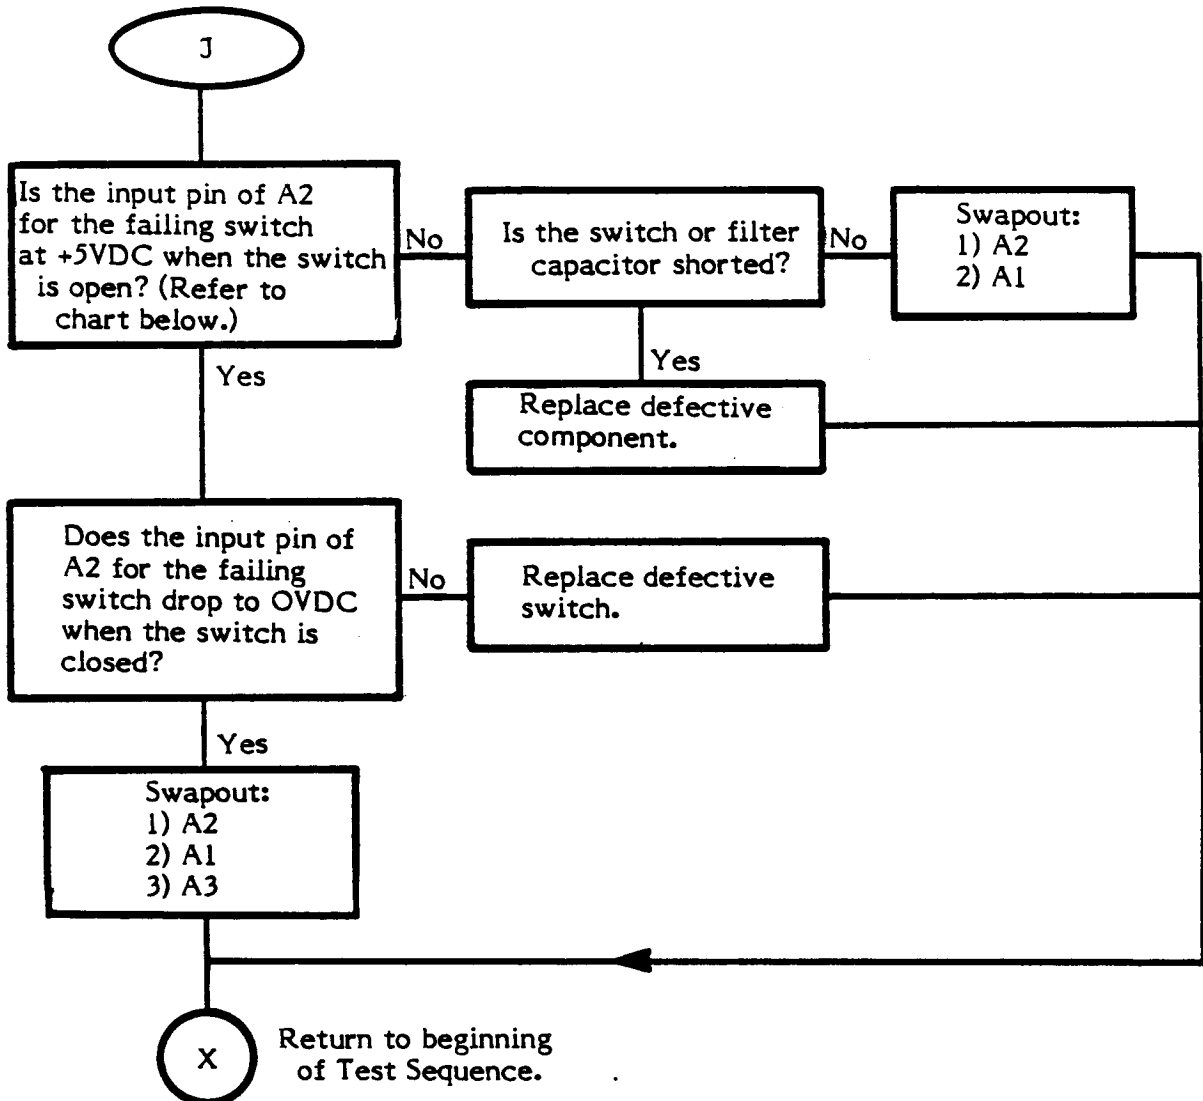 J
Is the input pin of A2
for the failing switch
at +5VDC when the switch
is open? (Refer to
chart below.)
No
Is the switch or filter
capacitor shorted?
No
Swapout:
1) A2
2) A1
Yes
Yes
Replace defective
component.
Does the input pin of
A2 for the failing
switch drop to OVDC
when the switch is
closed?
No
Replace defective
switch.
Yes
Swapout:
1) A2
2) A1
3) A3
X
Return to beginning
of Test Sequence.